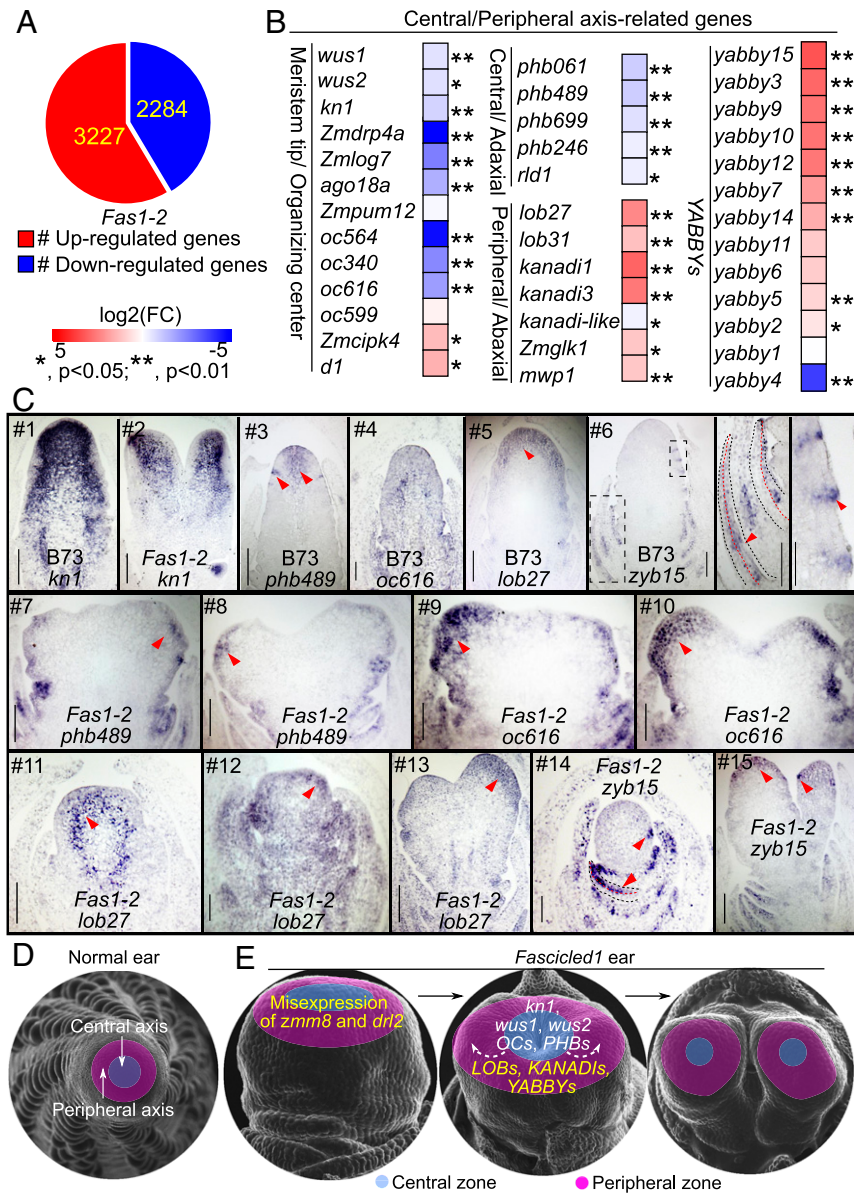 A
3227
2284
Fas1-2
# Up-regulated genes
# Down-regulated genes
log2(FC)
5
-5
*, p<0.05;**, p<0.01
B
Central/Peripheral axis-related genes
Meristem tip/ Organizing center
wus1 **
wus2 *
kn1 **
Zmdrp4a **
Zmlog7 **
ago18a **
Zmpum12
oc564 **
oc340 **
oc616 **
oc599
Zmcipk4 *
d1 *
Central/ Adaxial
phb061 **
phb489 **
phb699 **
phb246 **
rld1 *
Peripheral/ Abaxial
lob27 **
lob31 **
kanadi1 **
kanadi3 **
kanadi-like *
Zmglk1 *
mwp1 **
YABBYs
yabby15 **
yabby3 **
yabby9 **
yabby10 **
yabby12 **
yabby7 **
yabby14 **
yabby11
yabby6
yabby5 **
yabby2 *
yabby1
yabby4 **
C
#1
B73
kn1
#2
Fas1-2
kn1
#3
B73
phb489
#4
B73
oc616
#5
B73
lob27
#6
B73
zyb15
#7
Fas1-2
phb489
#8
Fas1-2
phb489
#9
Fas1-2
oc616
#10
Fas1-2
oc616
#11
Fas1-2
lob27
#12
Fas1-2
lob27
#13
Fas1-2
lob27
#14
Fas1-2
zyb15
#15
Fas1-2
zyb15
D
Normal ear
Central axis
Peripheral axis
E
Fascicled1 ear
Misexpression
of zmm8 and drl2
kn1,
wus1, wus2
OCs, PHBs
LOBs, KANADIs,
YABBYs
Central zone
Peripheral zone